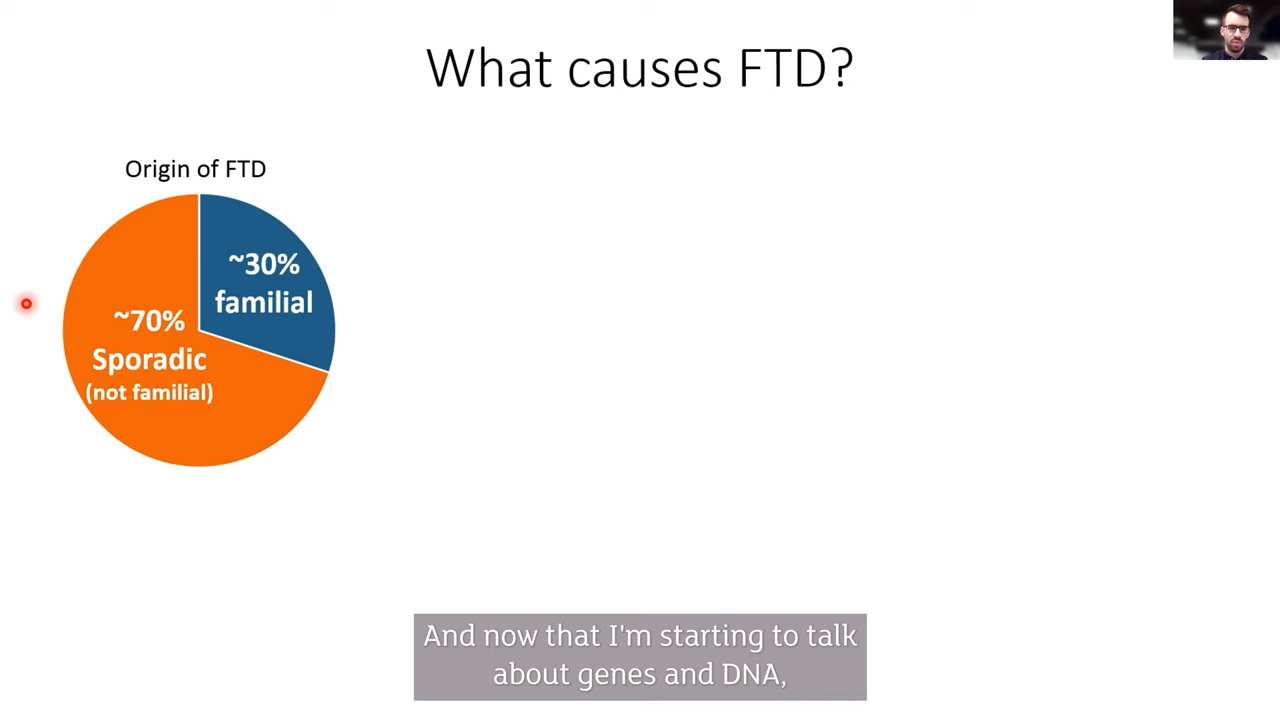 What causes FTD?
Origin of FTD
~30%
familial
~70%
Sporadic
(not familial)
And now that I'm starting to talk
about genes and DNA,